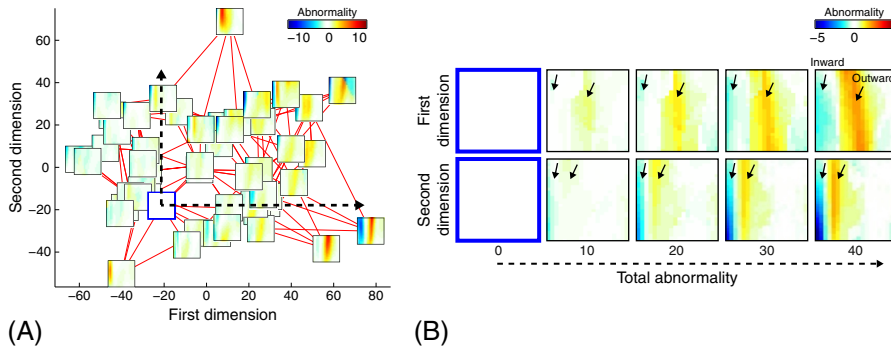 Abnormality
−10 0 10
60
40
20
0
−20
−40
Second dimension
−60 −40 −20 0 20 40 60 80
First dimension
(A)
Abnormality
−5 0 5
Inward
Outward
First
dimension
Second
dimension
0 10 20 30 40
Total abnormality
(B)